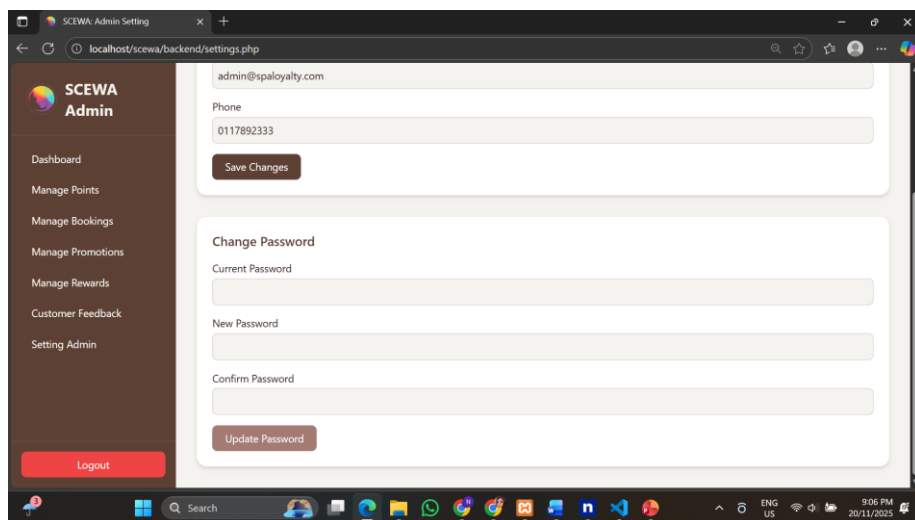 SCEWA: Admin Setting
localhost/scewa/backend/settings.php
SCEWA
Admin
Dashboard
Manage Points
Manage Bookings
Manage Promotions
Manage Rewards
Customer Feedback
Setting Admin
Logout
admin@spaloyalty.com
Phone
0117892333
Save Changes
Change Password
Current Password
New Password
Confirm Password
Update Password
3
Search
N
n
ENG
US
9:06 PM
20/11/2025